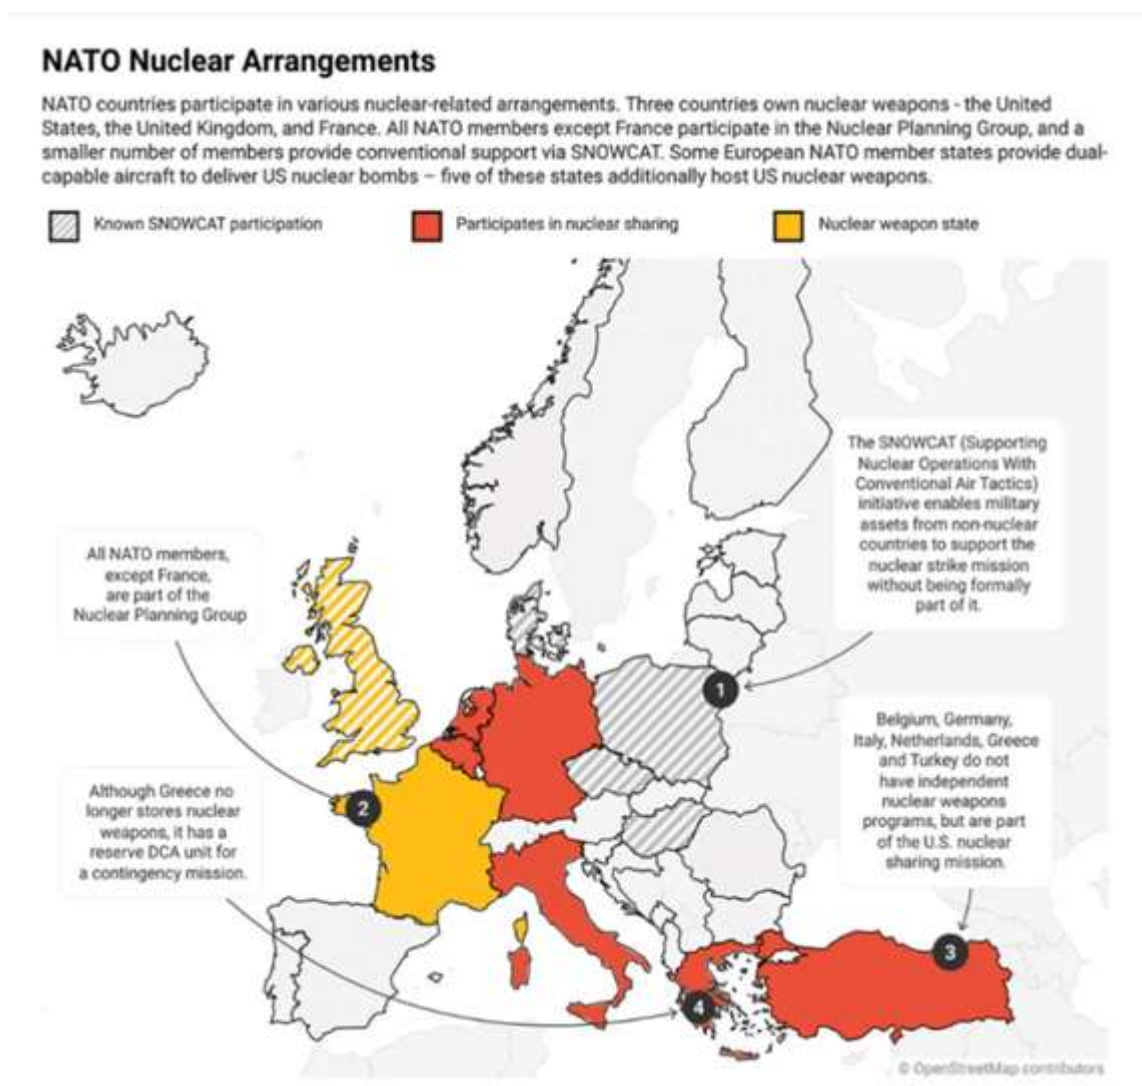 NATO Nuclear Arrangements
NATO countries participate in various nuclear-related arrangements. Three countries own nuclear weapons - the United
States, the United Kingdom, and France. All NATO members except France participate in the Nuclear Planning Group, and a
smaller number of members provide conventional support via SNOWCAT. Some European NATO member states provide dual-
capable aircraft to deliver US nuclear bombs – five of these states additionally host US nuclear weapons.
Known SNOWCAT participation
Participates in nuclear sharing
Nuclear weapon state
The SNOWCAT (Supporting
Nuclear Operations With
Conventional Air Tactics)
initiative enables military
assets from non-nuclear
countries to support the
nuclear strike mission
without being formally
part of it.
All NATO members,
except France,
are part of the
Nuclear Planning Group
1
Belgium, Germany,
Italy, Netherlands, Greece
and Turkey do not
have independent
nuclear weapons
programs, but are part
of the U.S. nuclear
sharing mission.
Although Greece no
longer stores nuclear
weapons, it has a
reserve DCA unit for
a contingency mission.
2
3
4
© OpenStreetMap contributors